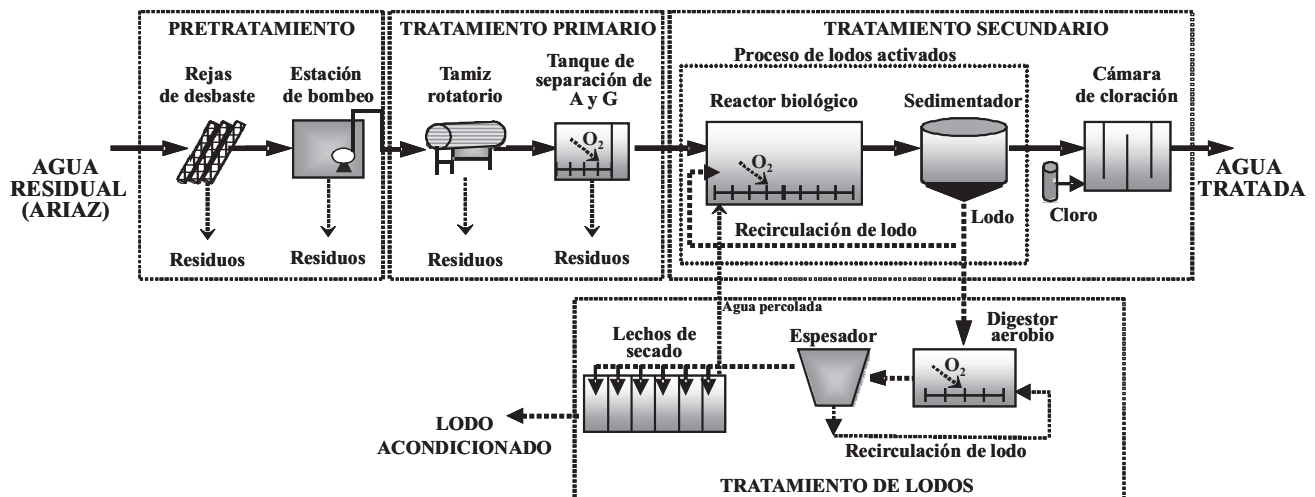 PRETRATAMIENTO
Rejas
de desbaste
Estación
de bombeo
AGUA
RESIDUAL
(ARIAZ)
Residuos
Residuos
TRATAMIENTO PRIMARIO
Tamiz
rotatorio
Tanque de
separación de
A y G
O2
Residuos
Residuos
TRATAMIENTO SECUNDARIO
Proceso de lodos activados
Reactor biológico
O2
Sedimentador
Recirculación de lodo
Lodo
Cámara
de cloración
Cloro
AGUA
TRATADA
Agua percolada
Lechos de
secado
Espesador
Digestor
aerobio
O2
LODO
ACONDICIONADO
Recirculación de lodo
TRATAMIENTO DE LODOS